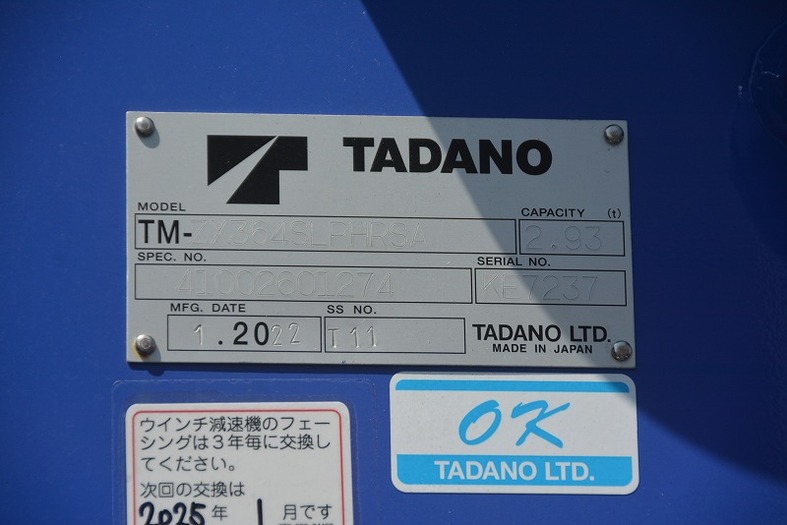 TADANO
MODEL
TM-ZX364SLPHRSA
CAPACITY (t)
2.93
SPEC. NO.
41002601274
SERIAL NO.
KE7237
MFG. DATE
1.2022
SS NO.
T11
TADANO LTD.
MADE IN JAPAN
OK
TADANO LTD.
ウインチ減速機のフェー
シングは3年毎に交換し
てください。
次回の交換は
2025年 1月です